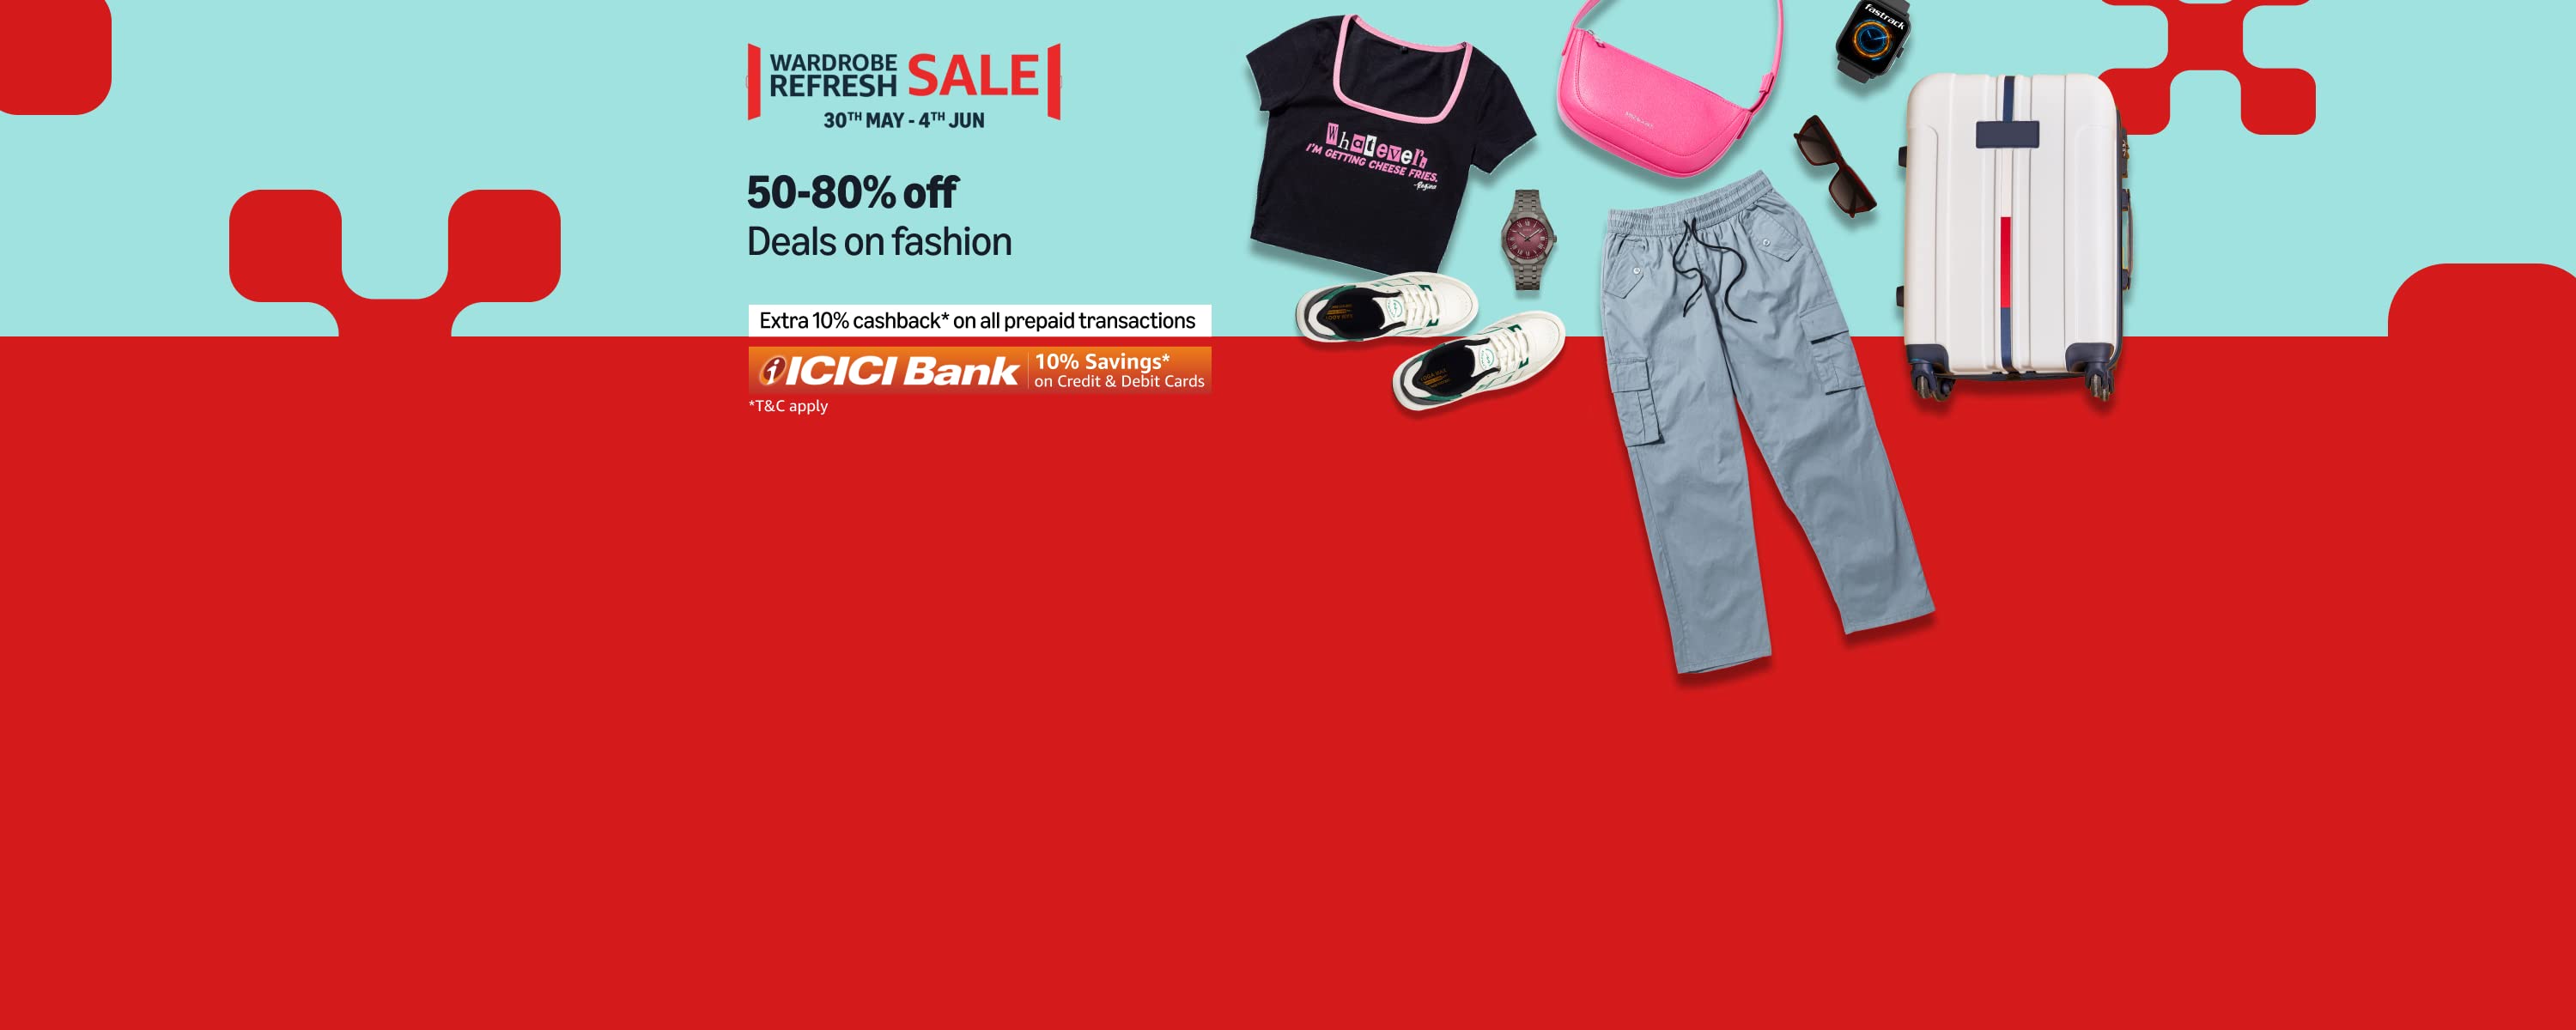 WARDROBE
REFRESH SALE
30TH MAY - 4TH JUN
50-80% off
Deals on fashion
Extra 10% cashback* on all prepaid transactions
ICICI Bank
10% Savings*
on Credit & Debit Cards
*T&C apply
Whatever,
I'M GETTING CHEESE FRIES.
fastrack